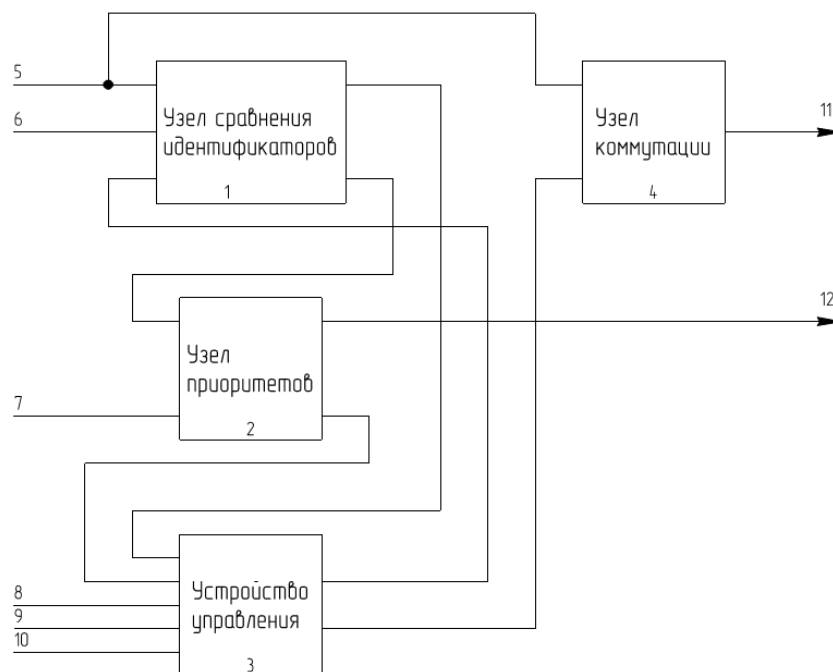 5
6
Узел сравнения
идентификаторов
1
Узел
коммутации
4
11
12
Узел
приоритетов
2
7
8
9
10
Устройство
управления
3